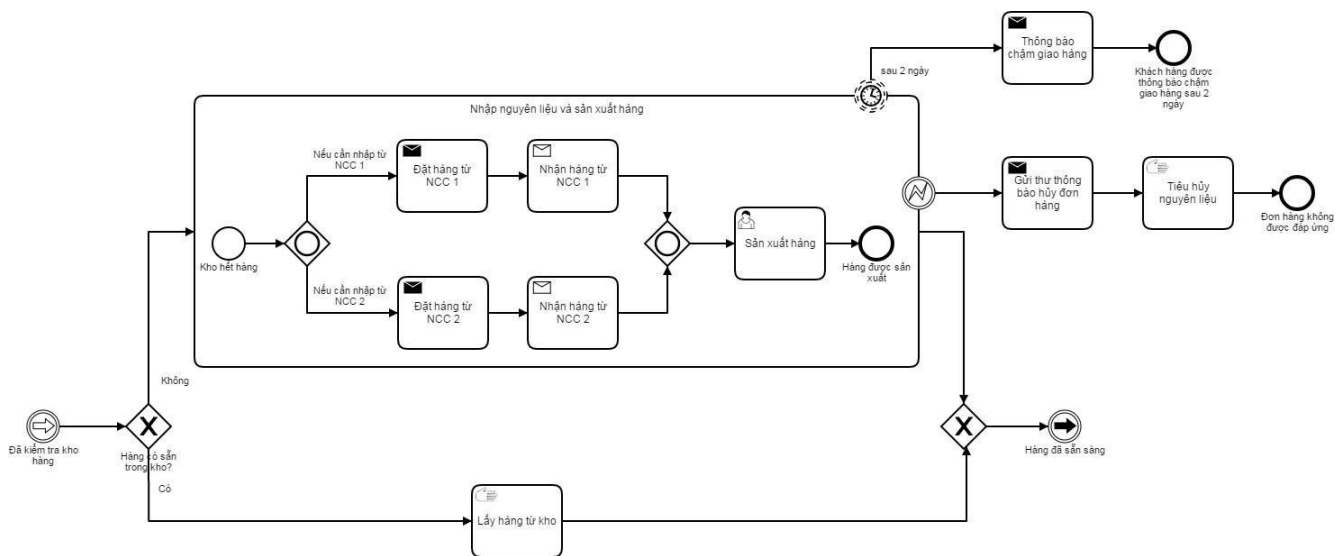 Thông báo
chậm giao hàng
sau 2 ngày
Khách hàng được
thông báo chậm
giao hàng sau 2
ngày
Nhập nguyên liệu và sản xuất hàng
Nếu cần nhập từ
NCC 1
Đặt hàng từ
NCC 1
Nhận hàng từ
NCC 1
Gửi thư thông
báo hủy đơn
hàng
Tiêu hủy
nguyên liệu
Đơn hàng không
được đáp ứng
Kho hết hàng
Sản xuất hàng
Hàng được sản
xuất
Nếu cần nhập từ
NCC 2
Đặt hàng từ
NCC 2
Nhận hàng từ
NCC 2
Không
Đã kiểm tra kho
hàng
Hàng có sẵn
trong kho?
Có
Hàng đã sẵn sàng
Lấy hàng từ kho